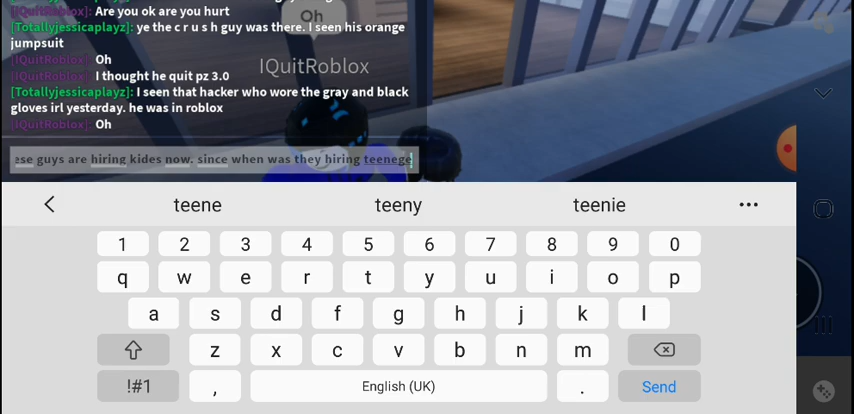 Oh
[IQuitRoblox]: Are you ok are you hurt
[Totallyjessicaplayz]: ye the c r u s h guy was there. I seen his orange
jumpsuit
[IQuitRoblox]: Oh
[IQuitRoblox]: I thought he quit pz 3.0
[Totallyjessicaplayz]: I seen that hacker who wore the gray and black
gloves irl yesterday. he was in roblox
[IQuitRoblox]: Oh
IQuitRoblox
ese guys are hiring kides now. since when was they hiring teenege
teene teeny teenie
1 2 3 4 5 6 7 8 9 0
q w e r t y u i o p
a s d f g h j k l
z x c v b n m
!#1 , English (UK) . Send